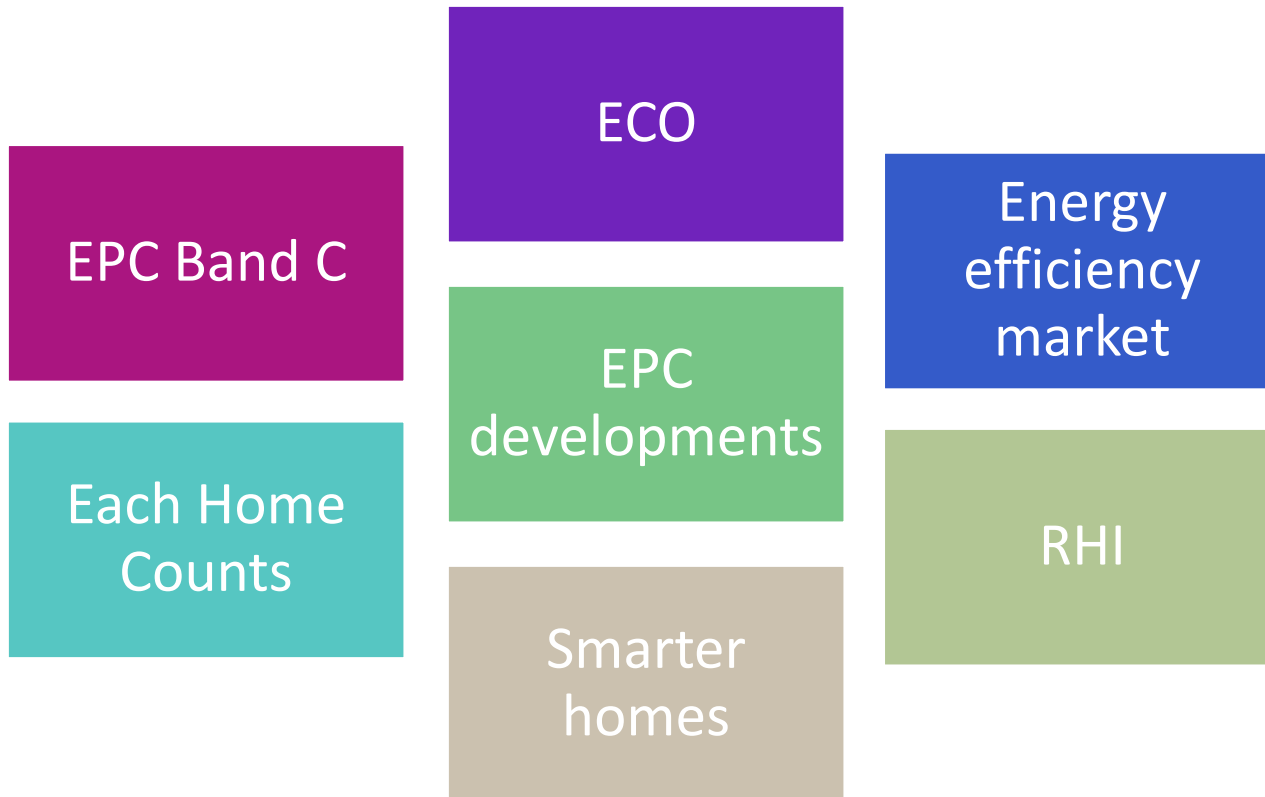 ECO
EPC Band C
Energy
efficiency
market
EPC
developments
Each Home
Counts
RHI
Smarter
homes